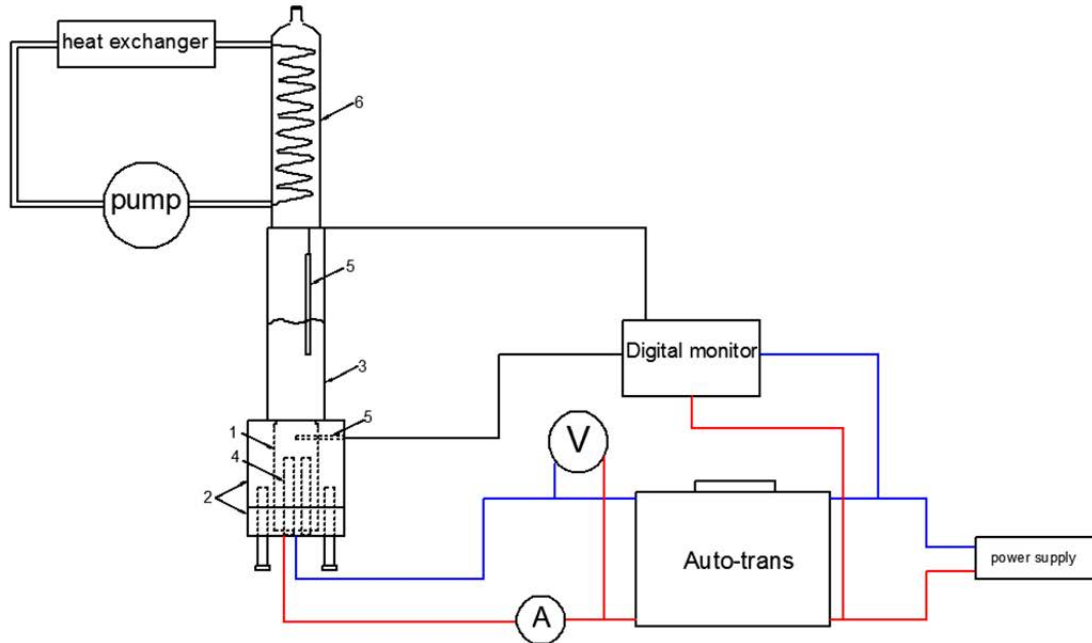 heat exchanger
6
pump
5
Digital monitor
3
5
1
V
4
2
Auto-trans
power supply
A